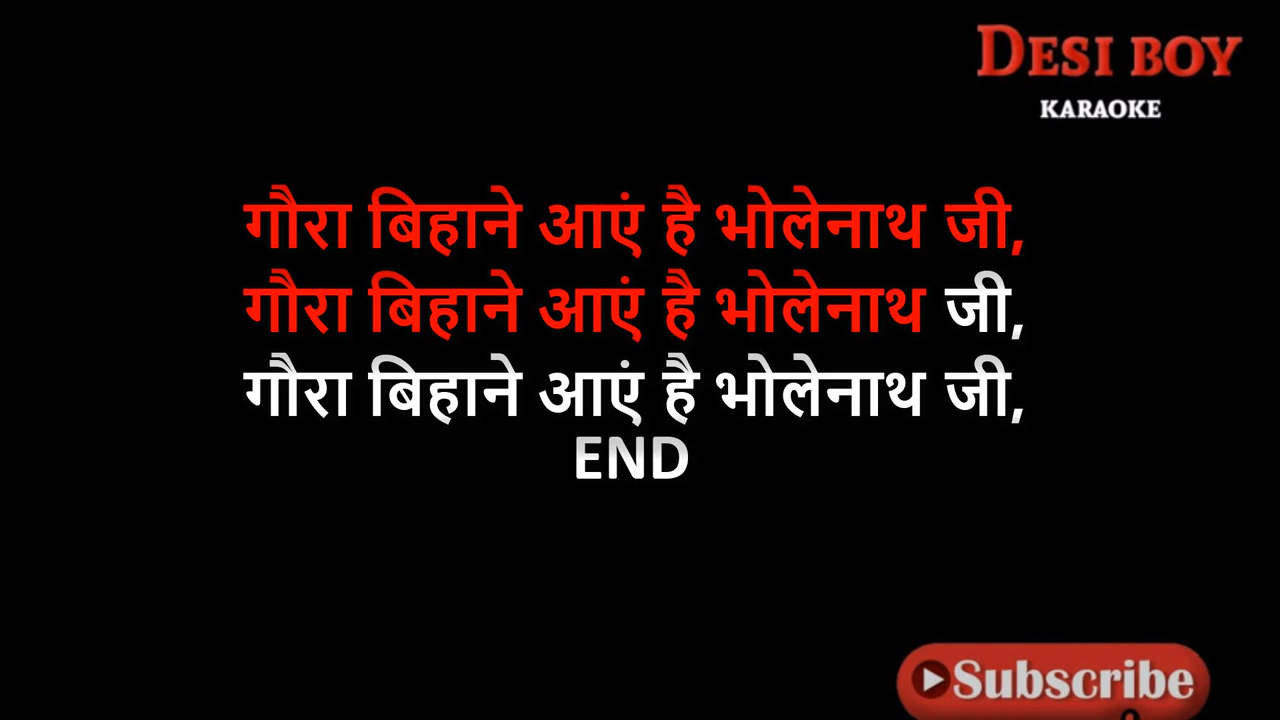 DESI BOY
KARAOKE
गौरा बिहाने आएं है भोलेनाथ जी,
गौरा बिहाने आएं है भोलेनाथ जी,
गौरा बिहाने आएं है भोलेनाथ जी,
END
Subscribe